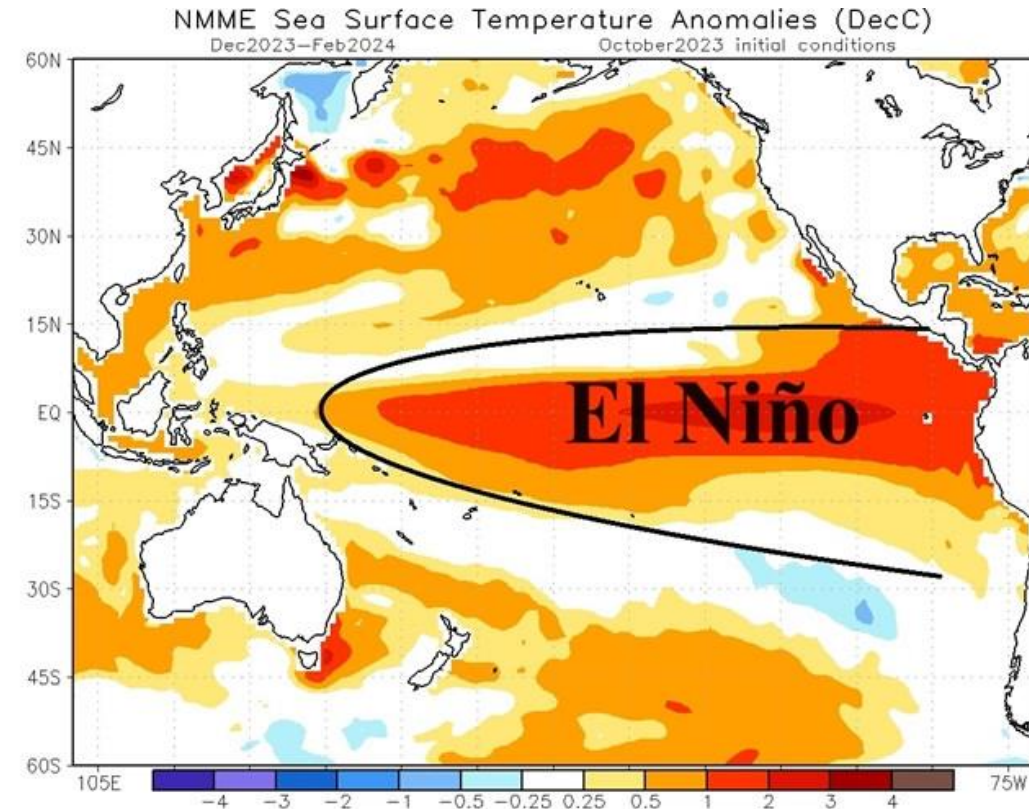 NMME Sea Surface Temperature Anomalies (DecC)
Dec2023–Feb2024 October2023 initial conditions
60N
45N
30N
15N
EQ
15S
30S
45S
60S
El Niño
105E 75W
-4 -3 -2 -1 -0.5 -0.25 0.25 0.5 1 2 3 4